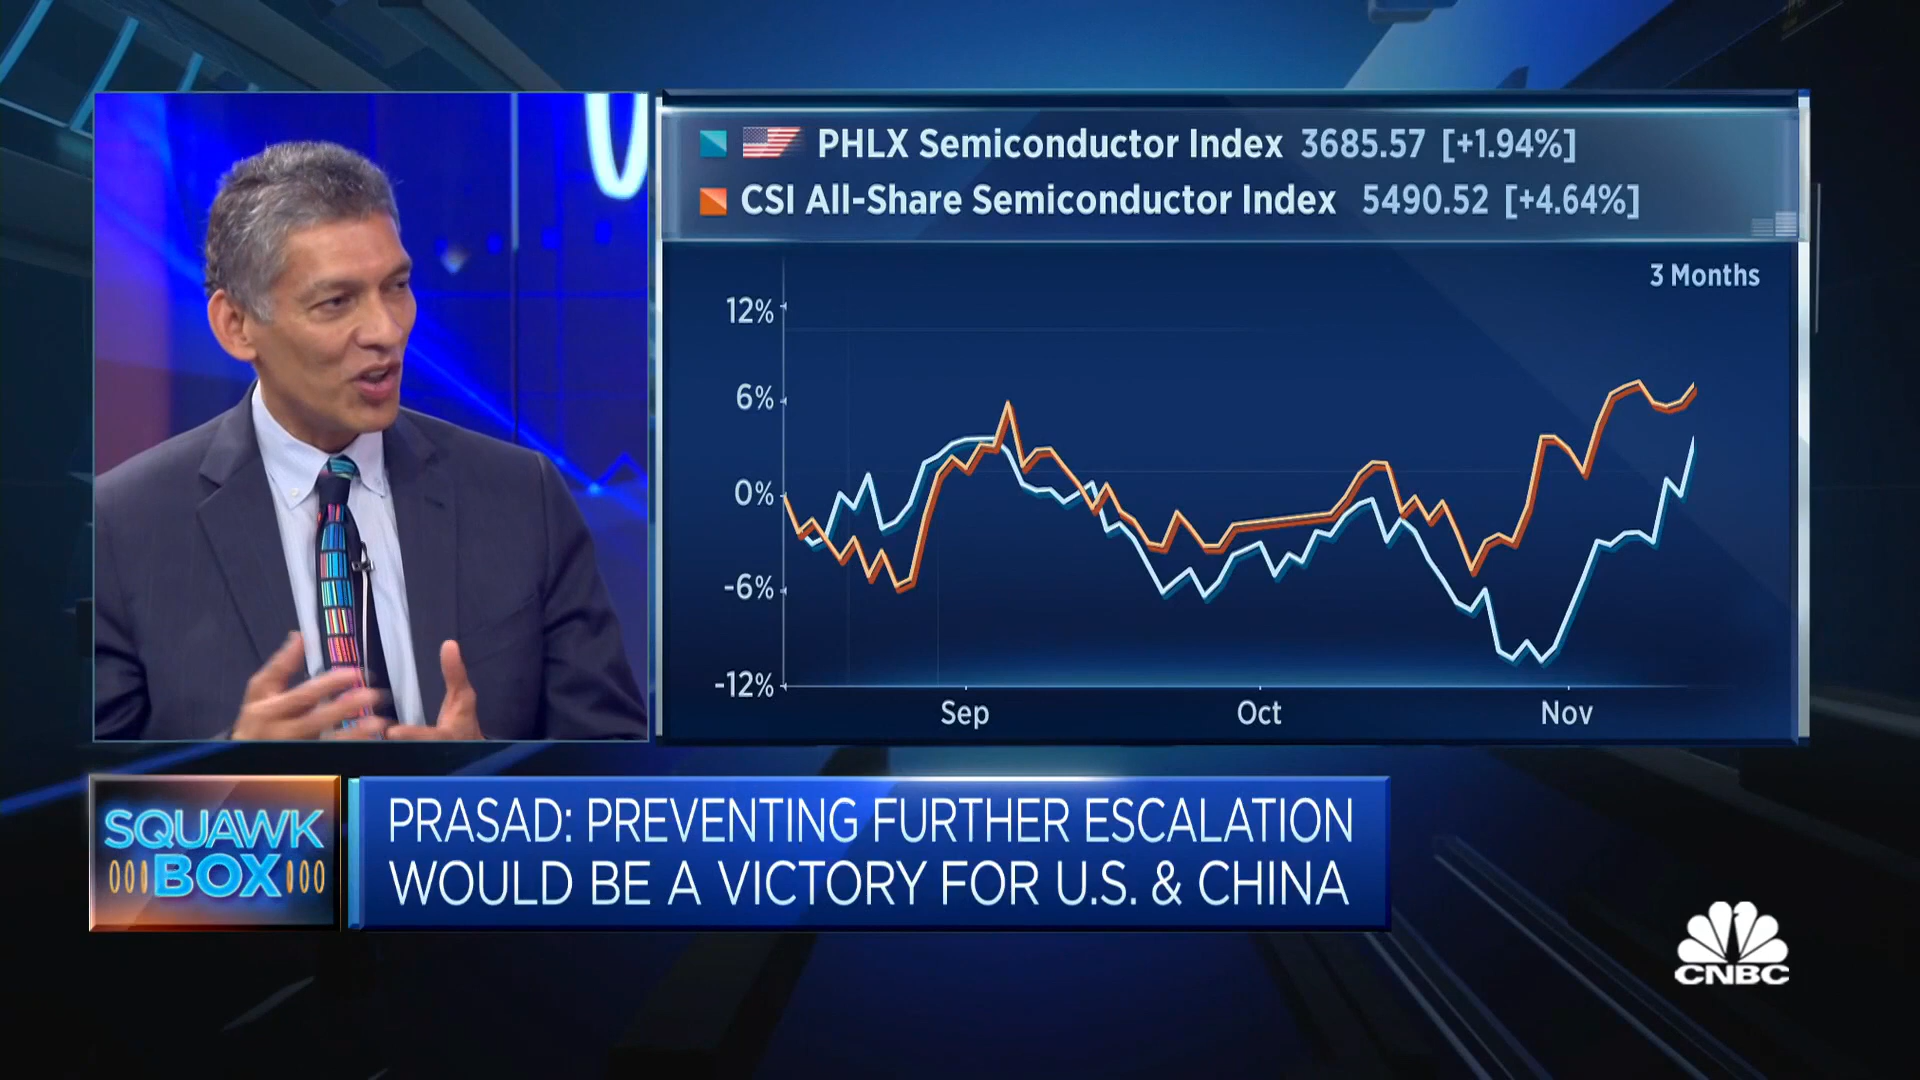 PHLX Semiconductor Index 3685.57 [+1.94%]
CSI All-Share Semiconductor Index 5490.52 [+4.64%]
3 Months
12%
6%
0%
-6%
-12%
Sep
Oct
Nov
SQUAWK
BOX
PRASAD: PREVENTING FURTHER ESCALATION
WOULD BE A VICTORY FOR U.S. & CHINA
CNBC